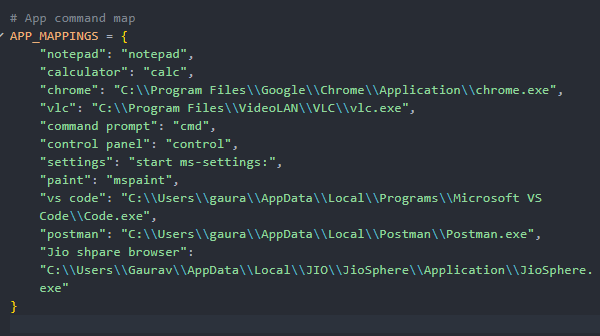 # App command map
APP_MAPPINGS = {
"notepad": "notepad",
"calculator": "calc",
"chrome": "C:\\Program Files\\Google\\Chrome\\Application\\chrome.exe",
"vlc": "C:\\Program Files\\VideoLAN\\VLC\\vlc.exe",
"command prompt": "cmd",
"control panel": "control",
"settings": "start ms-settings:",
"paint": "mspaint",
"vs code": "C:\\Users\\gaura\\AppData\\Local\\Programs\\Microsoft VS
Code\\Code.exe",
"postman": "C:\\Users\\gaura\\AppData\\Local\\Postman\\Postman.exe",
"Jio shpare browser":
"C:\\Users\\Gaurav\\AppData\\Local\\JIO\\JioSphere\\Application\\JioSphere.
exe"
}